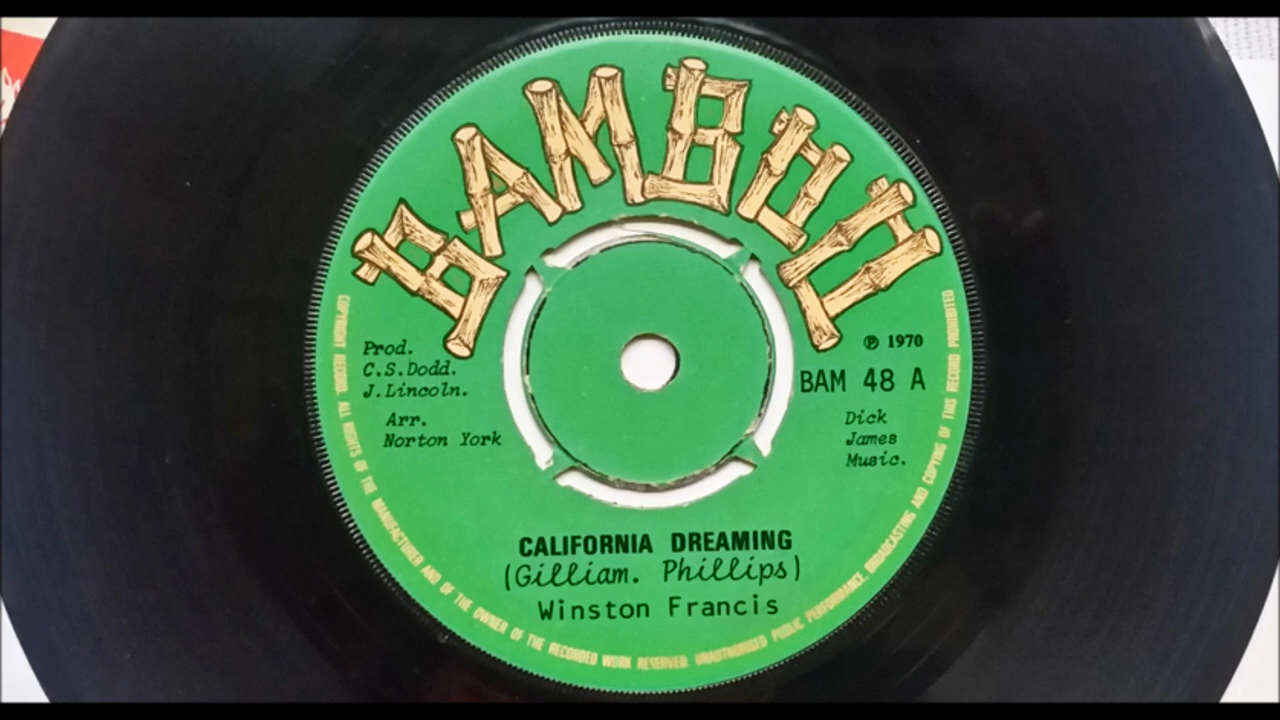 BAMBOO
Prod.
C.S.Dodd.
J.Lincoln.
Arr.
Norton York
℗ 1970
BAM 48 A
Dick
James
Music.
CALIFORNIA DREAMING
(Gilliam. Phillips)
Winston Francis
COPYRIGHT RECORD. ALL RIGHTS OF THE MANUFACTURER AND OF THE OWNER OF THE RECORDED WORK RESERVED. UNAUTHORISED PUBLIC PERFORMANCE, BROADCASTING AND COPYING OF THIS RECORD PROHIBITED